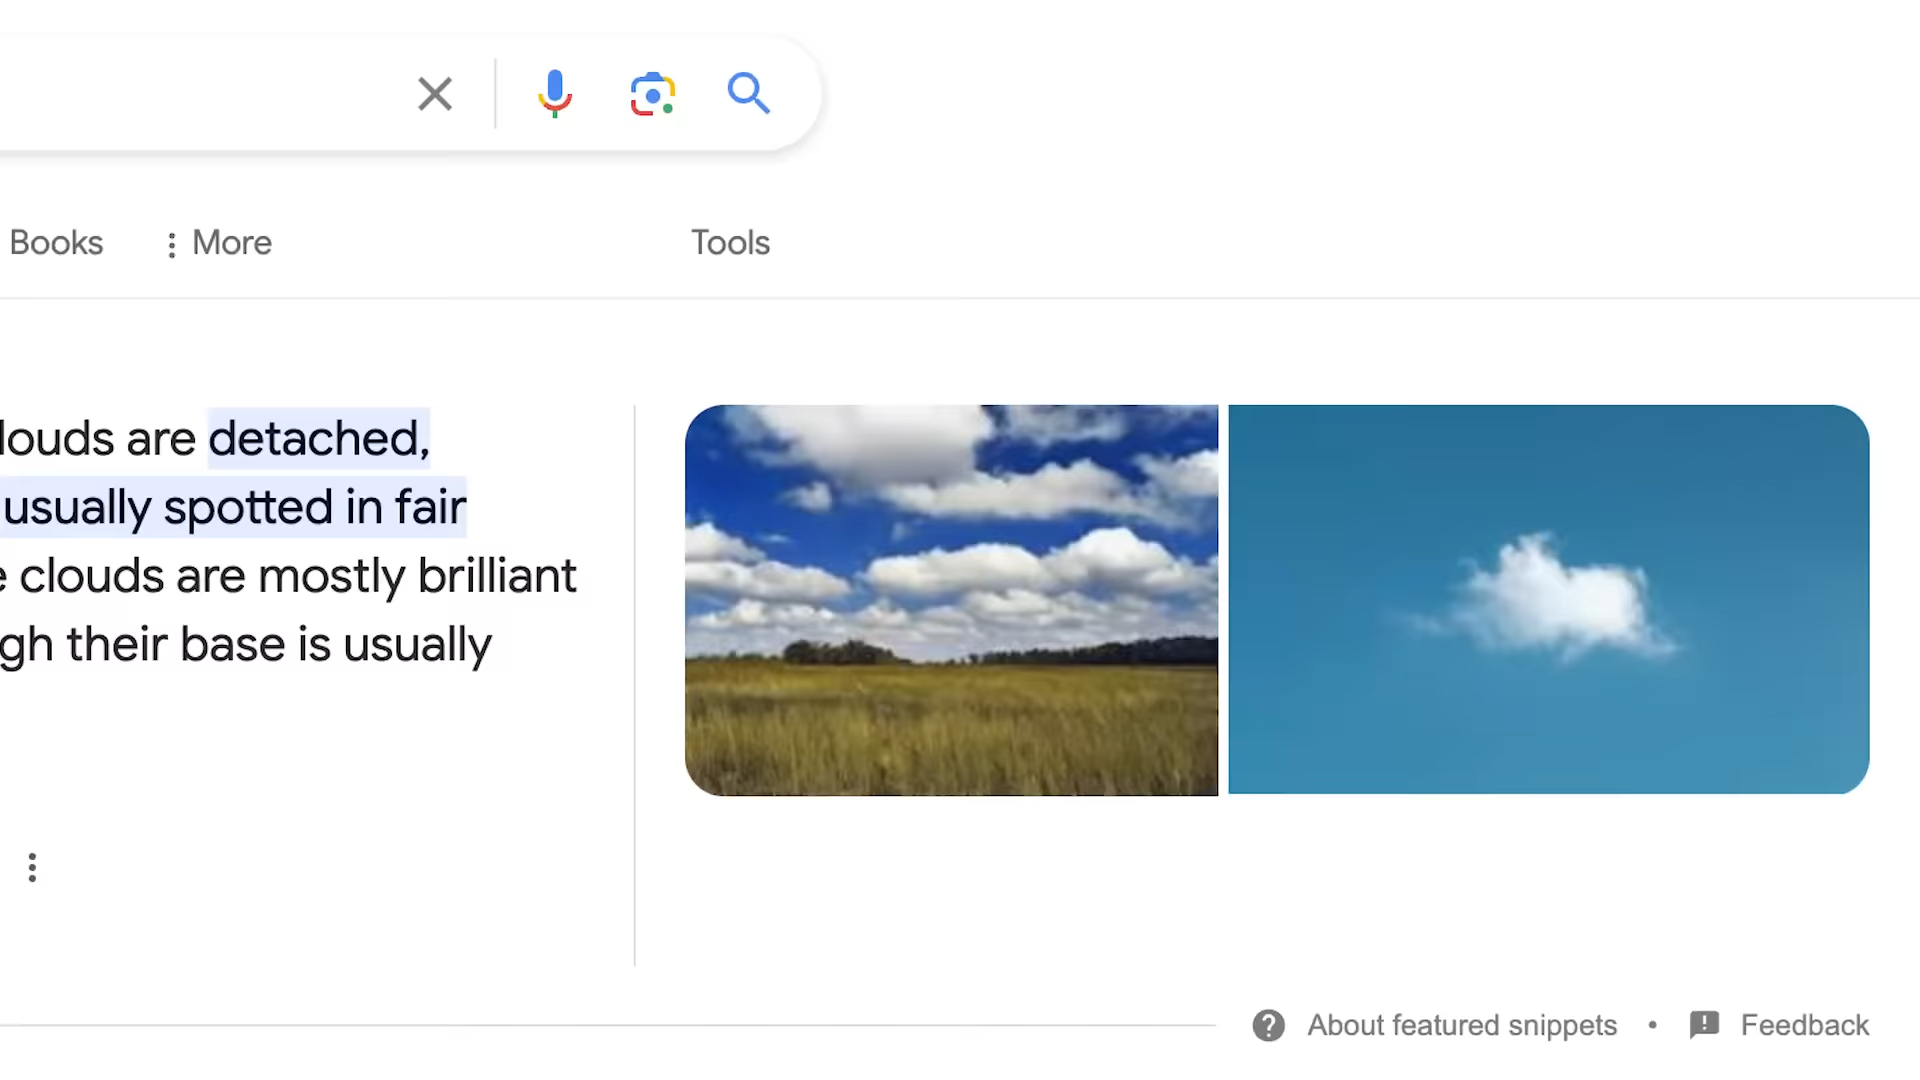 Books
More
Tools
louds are detached,
usually spotted in fair
e clouds are mostly brilliant
gh their base is usually
About featured snippets • Feedback